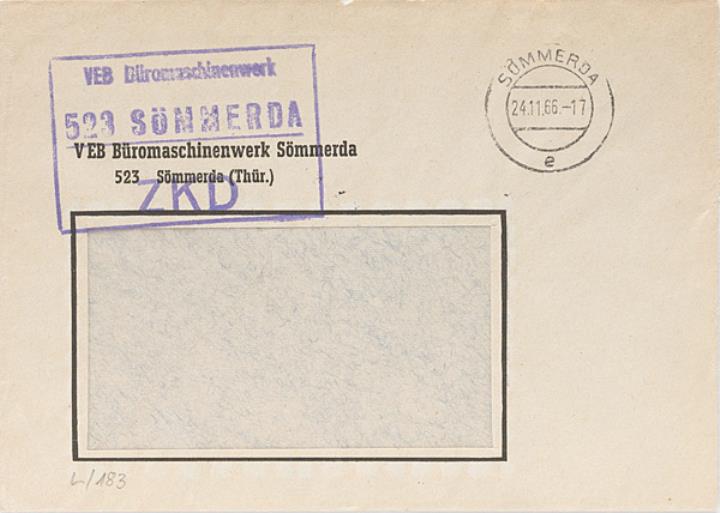 VEB Büromaschinenwerk
523 SÖMMERDA
VEB Büromaschinenwerk Sömmerda
523 Sömmerda (Thür.)
ZKD
SÖMMERDA
24.11.66.-17
e
L/183